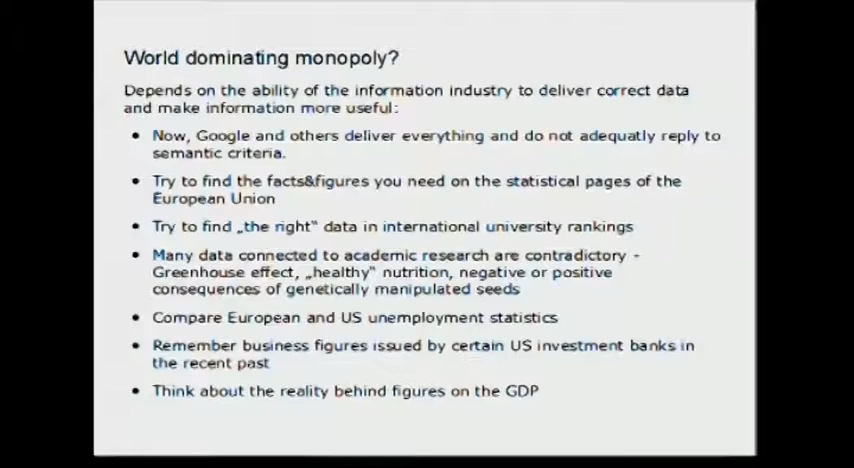 World dominating monopoly?
Depends on the ability of the information industry to deliver correct data
and make information more useful:
• Now, Google and others deliver everything and do not adequatly reply to
semantic criteria.
• Try to find the facts&figures you need on the statistical pages of the
European Union
• Try to find „the right“ data in international university rankings
• Many data connected to academic research are contradictory -
Greenhouse effect, „healthy“ nutrition, negative or positive
consequences of genetically manipulated seeds
• Compare European and US unemployment statistics
• Remember business figures issued by certain US investment banks in
the recent past
• Think about the reality behind figures on the GDP